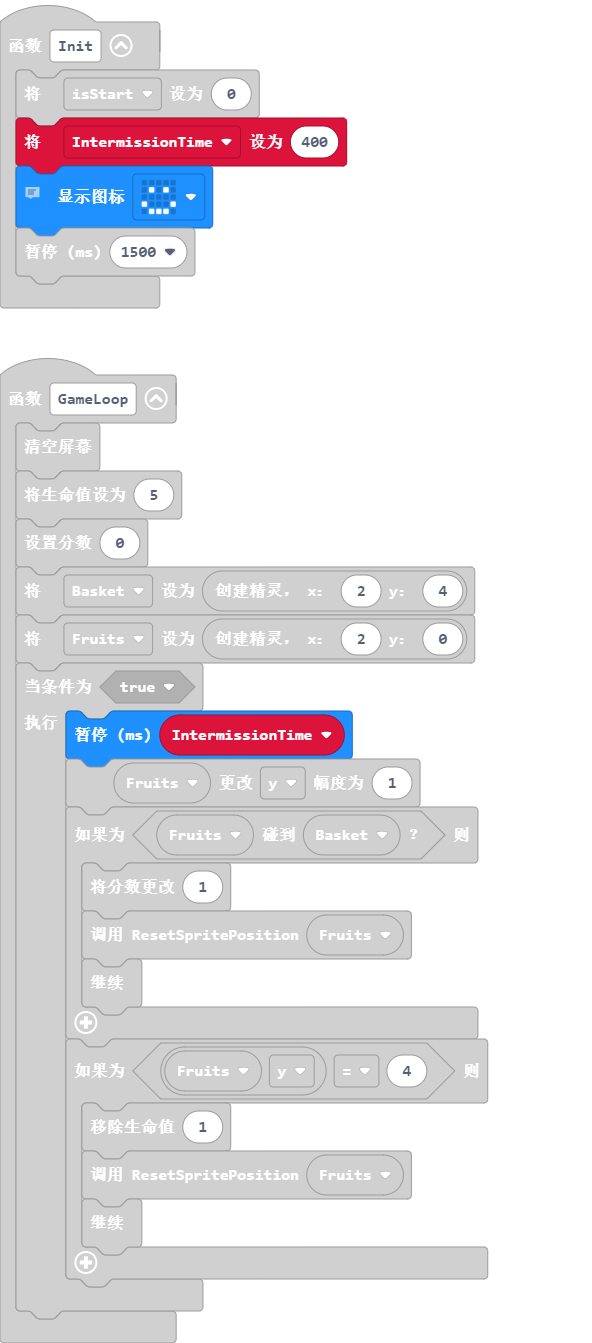 函数 Init
将 isStart 设为 0
将 IntermissionTime 设为 400
显示图标
暂停 (ms) 1500
函数 GameLoop
清空屏幕
将生命值设为 5
设置分数 0
将 Basket 设为 创建精灵， x： 2 y： 4
将 Fruits 设为 创建精灵， x： 2 y： 0
当条件为 true
执行 暂停 (ms) IntermissionTime
Fruits 更改 y 幅度为 1
如果为 Fruits 碰到 Basket ？ 则
将分数更改 1
调用 ResetSpritePosition Fruits
继续
如果为 Fruits y = 4 则
移除生命值 1
调用 ResetSpritePosition Fruits
继续